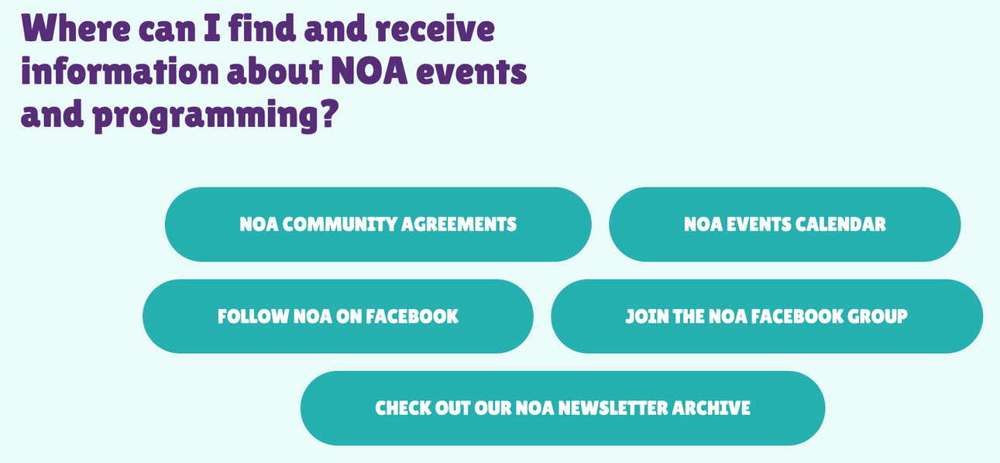 Where can I find and receive
information about NOA events
and programming?
NOA COMMUNITY AGREEMENTS
NOA EVENTS CALENDAR
FOLLOW NOA ON FACEBOOK
JOIN THE NOA FACEBOOK GROUP
CHECK OUT OUR NOA NEWSLETTER ARCHIVE